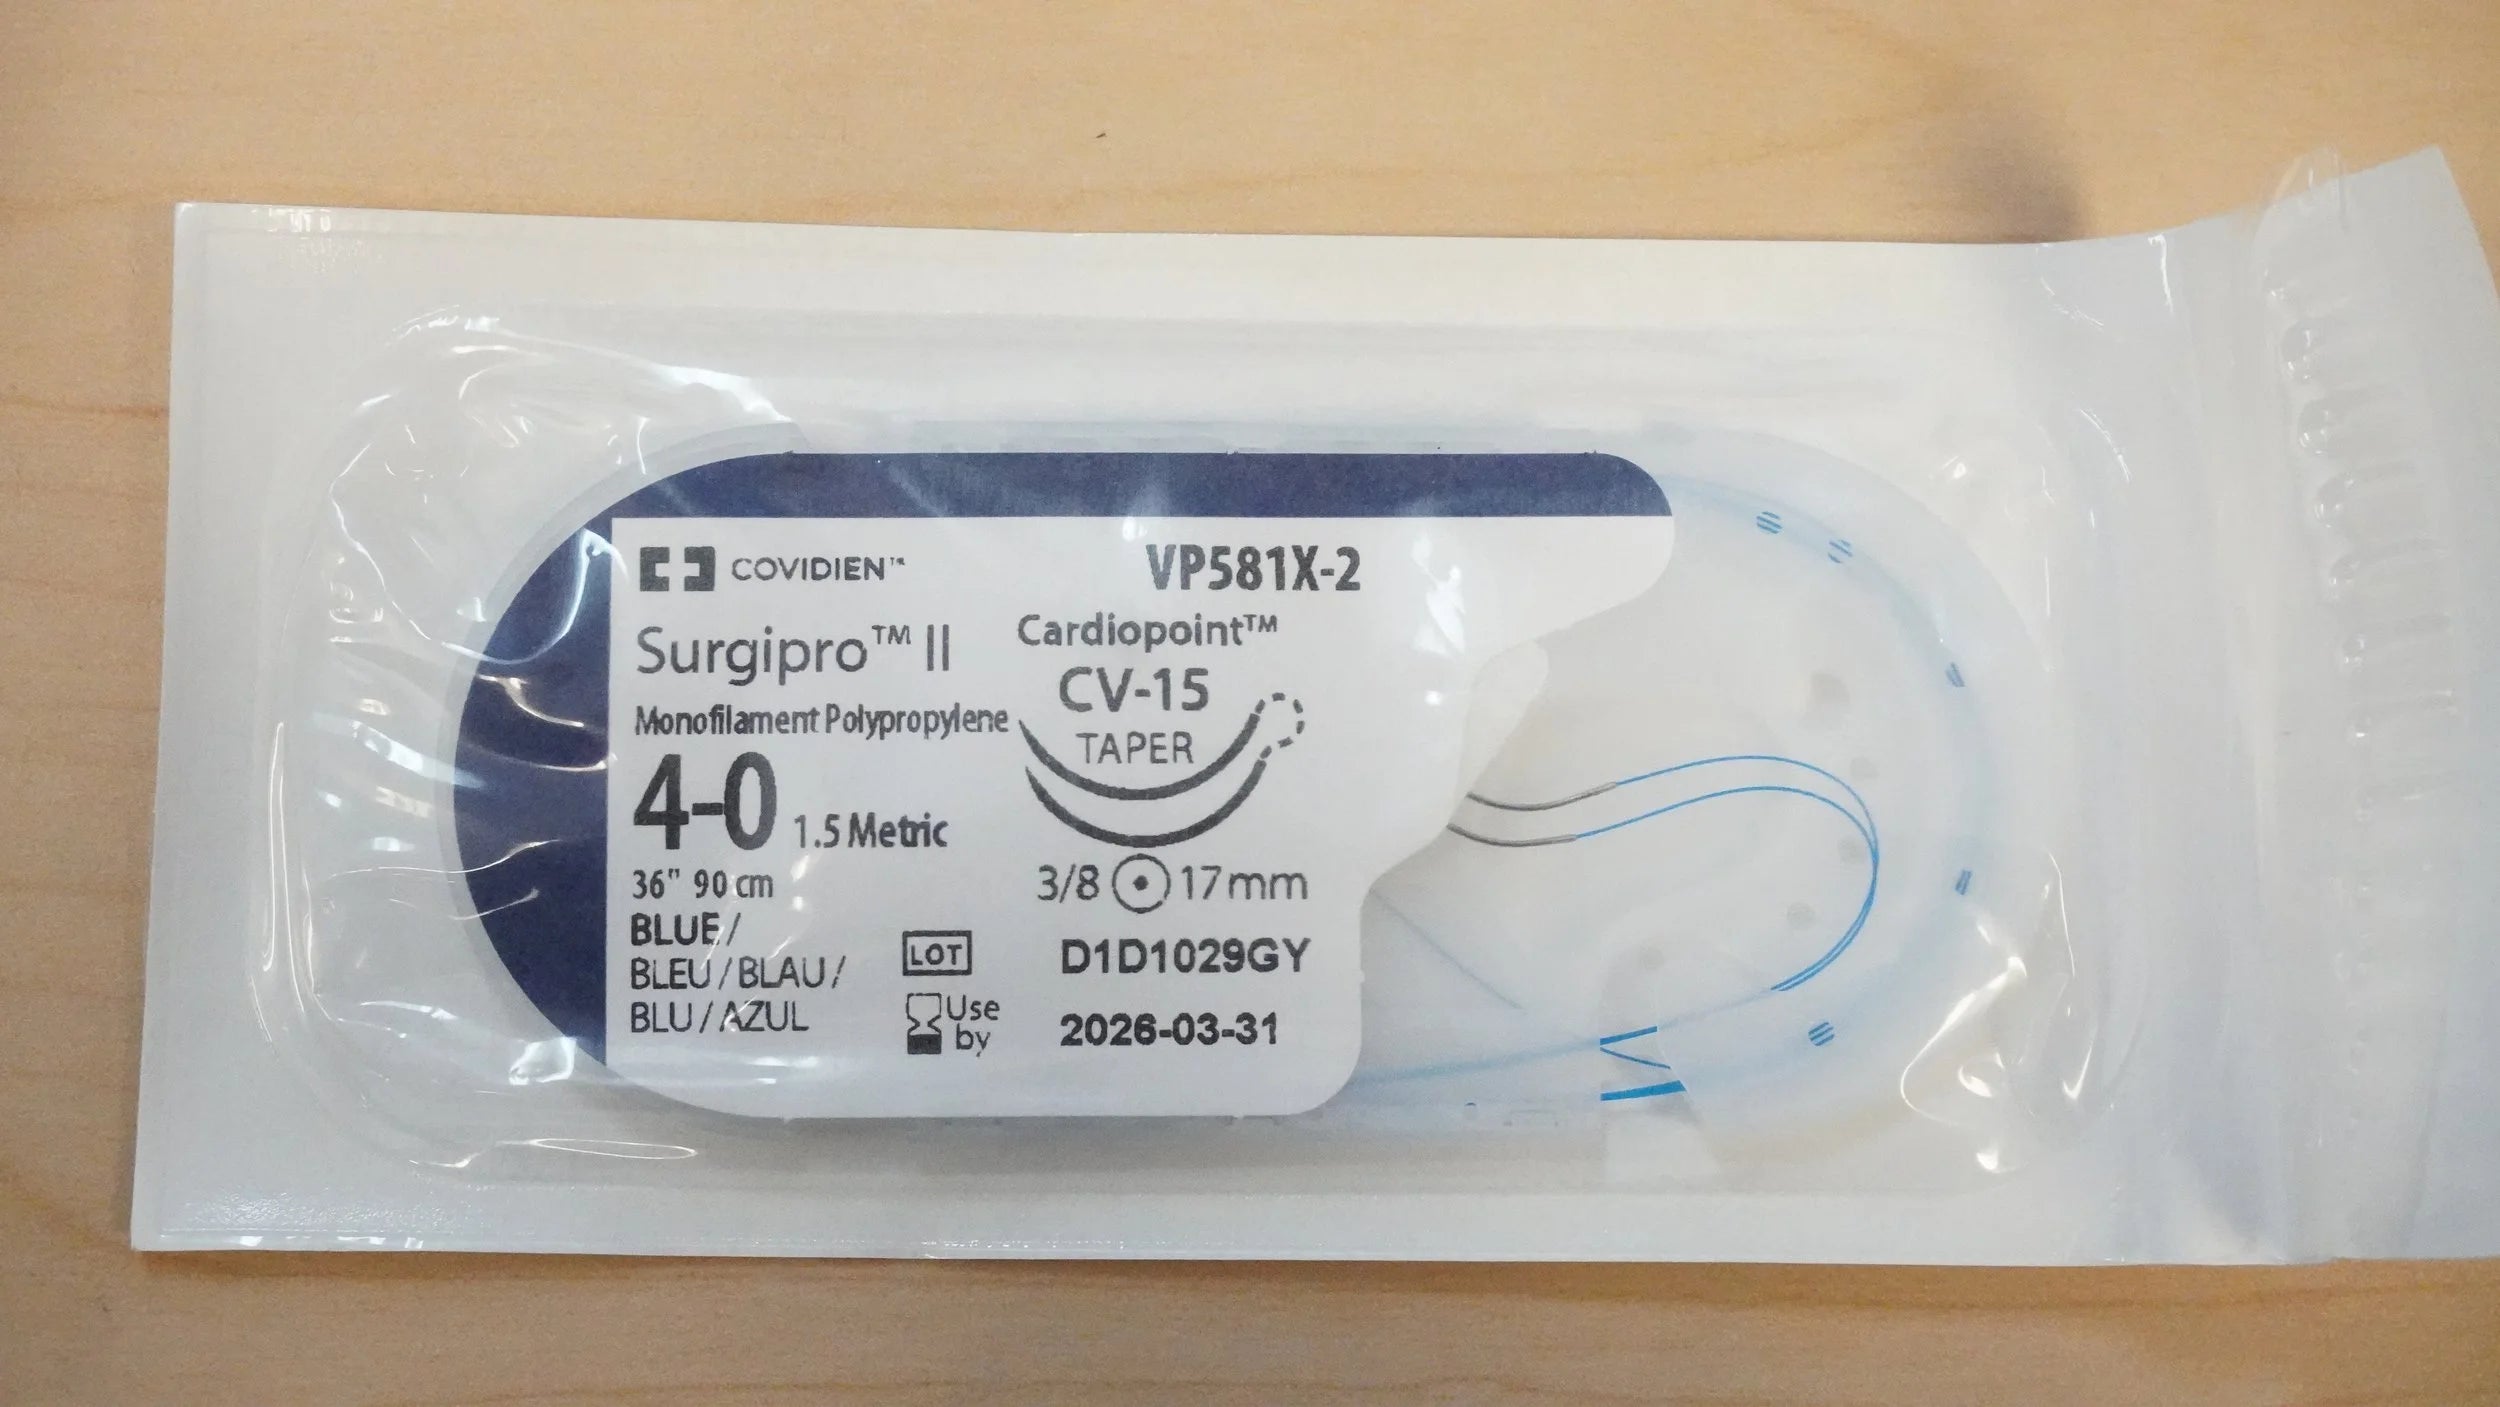 COVIDIEN™
VP581X-2
Surgipro™ II
Cardiopoint™
CV-15
TAPER
Monofilament Polypropylene
4-0 1.5 Metric
36" 90 cm
3/8 17mm
BLUE/
BLEU/BLAU/
BLU/AZUL
LOT D1D1029GY
Use by 2026-03-31